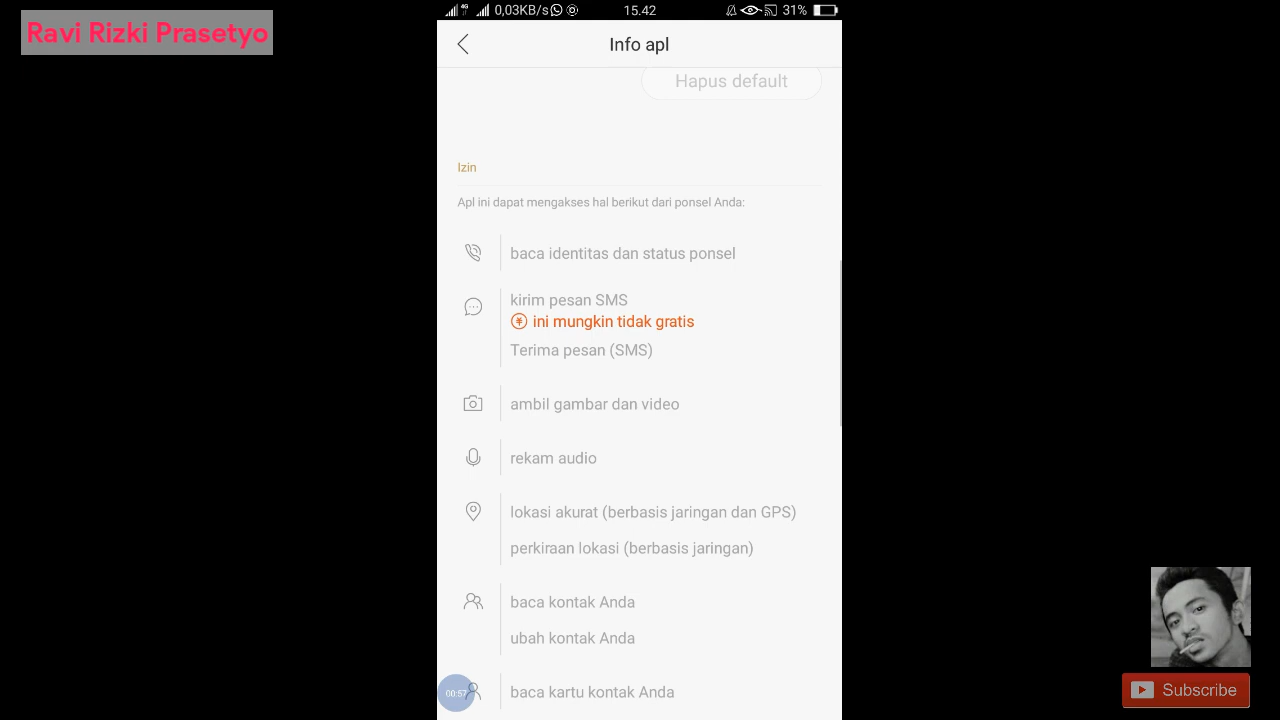 Ravi Rizki Prasetyo
4G 0,03KB/s 15.42 31%
Info apl
Hapus default
Izin
Apl ini dapat mengakses hal berikut dari ponsel Anda:
baca identitas dan status ponsel
kirim pesan SMS
¥ ini mungkin tidak gratis
Terima pesan (SMS)
ambil gambar dan video
rekam audio
lokasi akurat (berbasis jaringan dan GPS)
perkiraan lokasi (berbasis jaringan)
baca kontak Anda
ubah kontak Anda
00:57
baca kartu kontak Anda
Subscribe